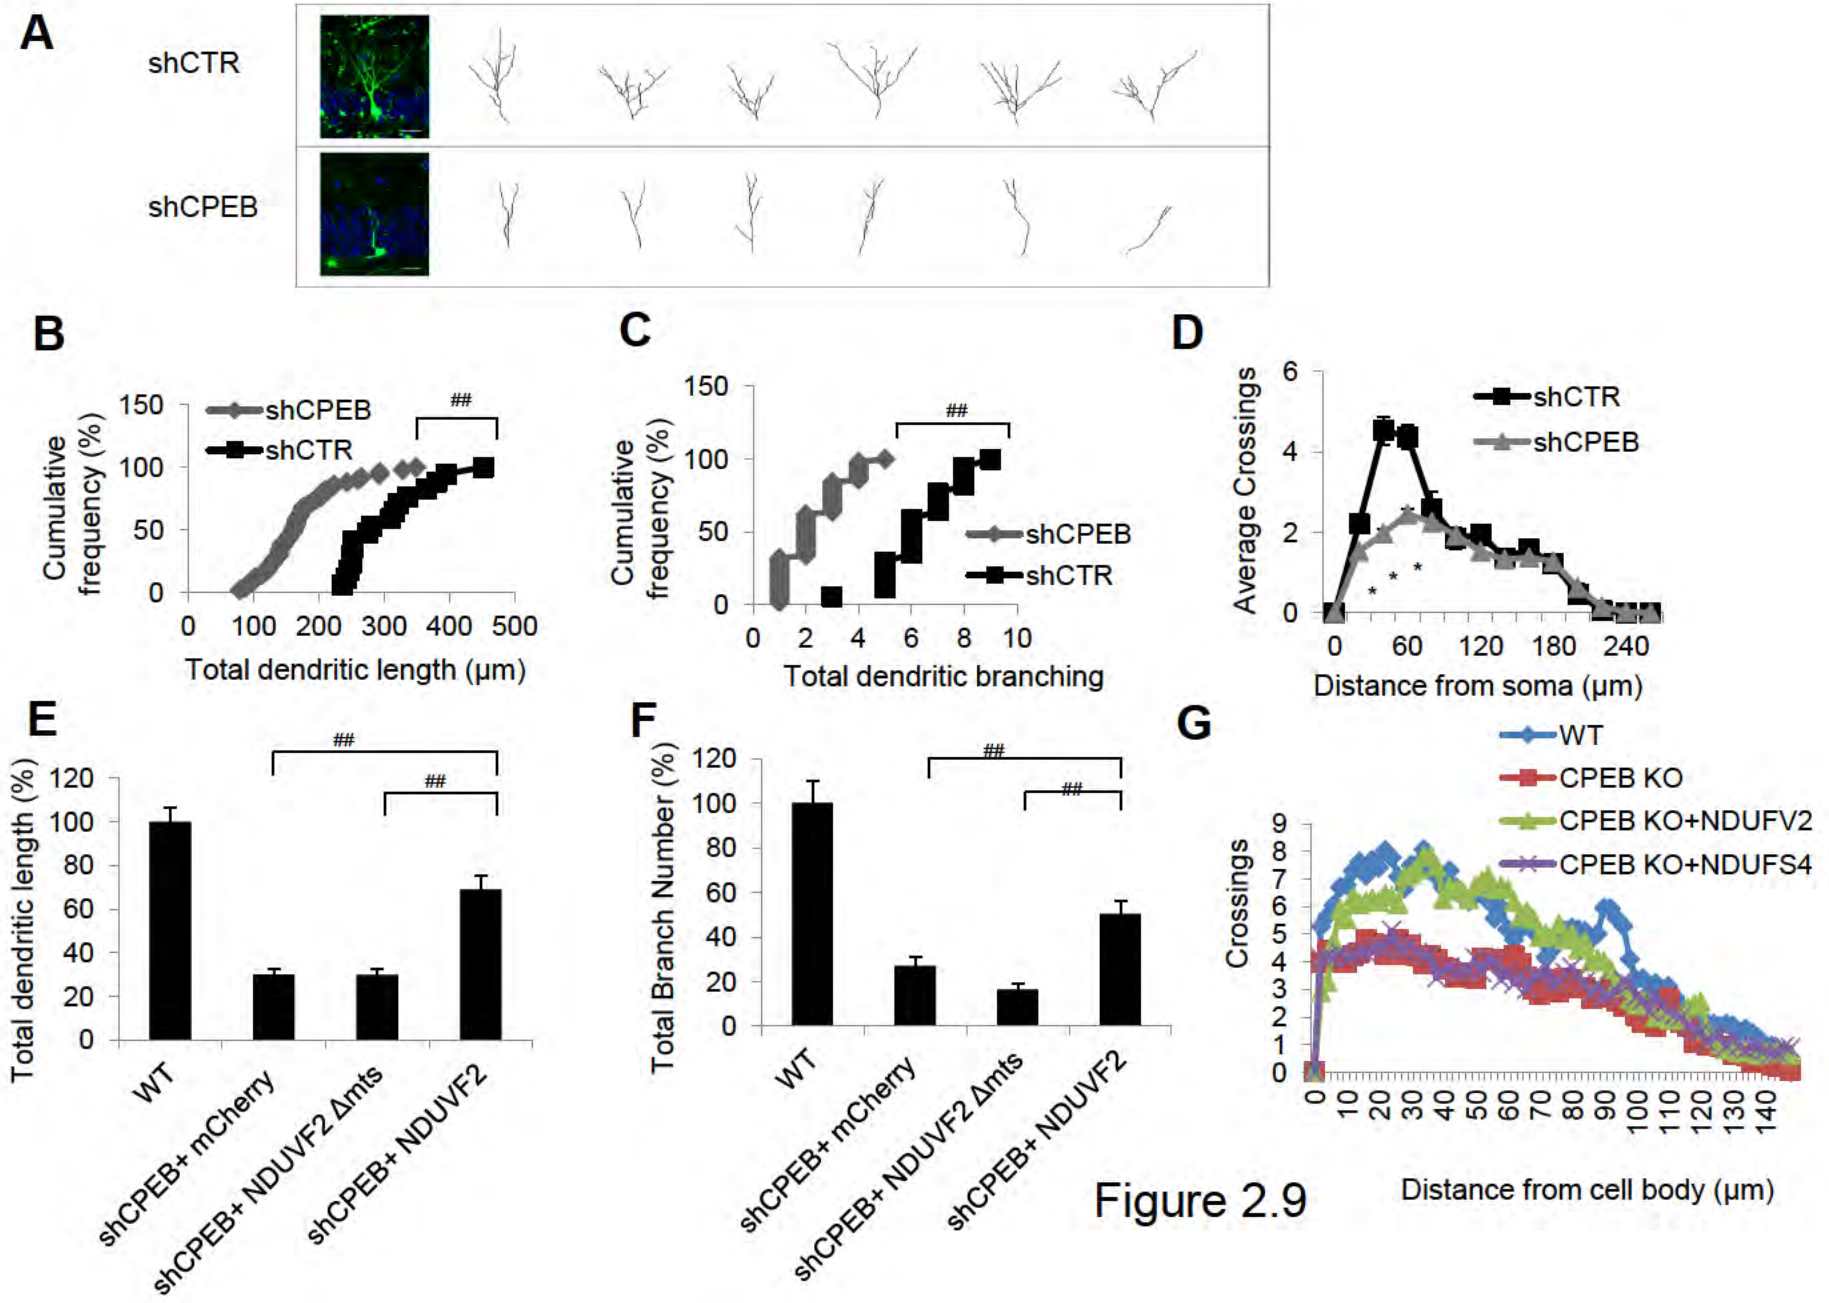 A
shCTR
shCPEB
B
Cumulative
frequency (%)
150
100
50
0
shCPEB
shCTR
##
0 100 200 300 400 500
Total dendritic length (µm)
C
Cumulative
frequency (%)
150
100
50
0
##
shCPEB
shCTR
0 2 4 6 8 10
Total dendritic branching
D
Average Crossings
6
4
2
0
shCTR
shCPEB
* * *
0 60 120 180 240
Distance from soma (µm)
E
Total dendritic length (%)
120
100
80
60
40
20
0
##
##
WT
shCPEB+ mCherry
shCPEB+ NDUVF2 Δmts
shCPEB+ NDUVF2
F
Total Branch Number (%)
120
100
80
60
40
20
0
##
##
WT
shCPEB+ mCherry
shCPEB+ NDUVF2 Δmts
shCPEB+ NDUVF2
G
WT
CPEB KO
CPEB KO+NDUFV2
CPEB KO+NDUFS4
Crossings
9
8
7
6
5
4
3
2
1
0
0 10 20 30 40 50 60 70 80 90 100 110 120 130 140
Distance from cell body (µm)
Figure 2.9